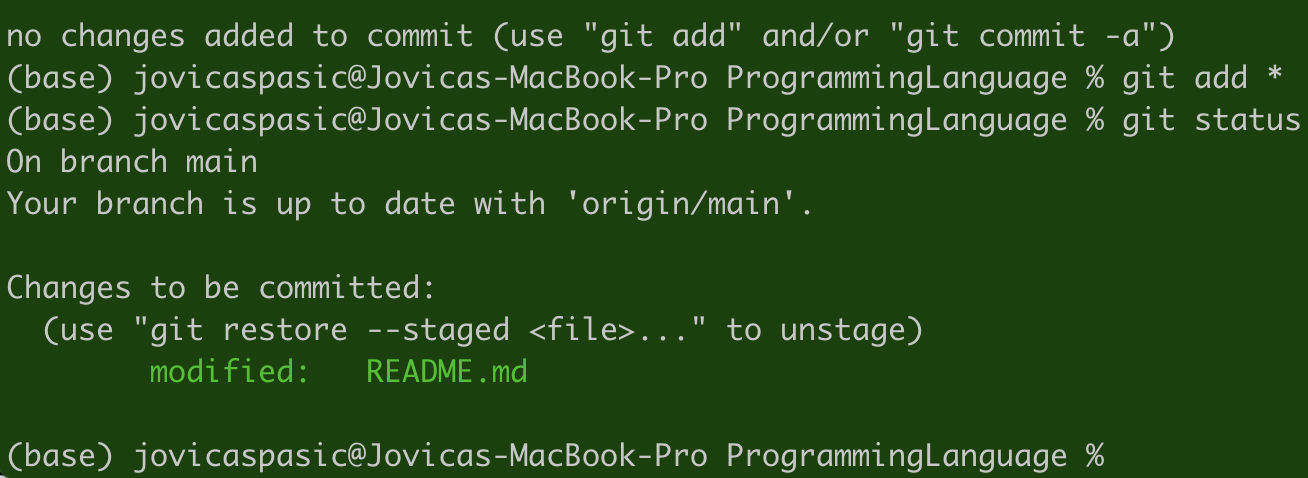 no changes added to commit (use "git add" and/or "git commit -a")
(base) jovicaspasic@Jovicas-MacBook-Pro ProgrammingLanguage % git add *
(base) jovicaspasic@Jovicas-MacBook-Pro ProgrammingLanguage % git status
On branch main
Your branch is up to date with 'origin/main'.

Changes to be committed:
  (use "git restore --staged <file>..." to unstage)
        modified:   README.md

(base) jovicaspasic@Jovicas-MacBook-Pro ProgrammingLanguage %